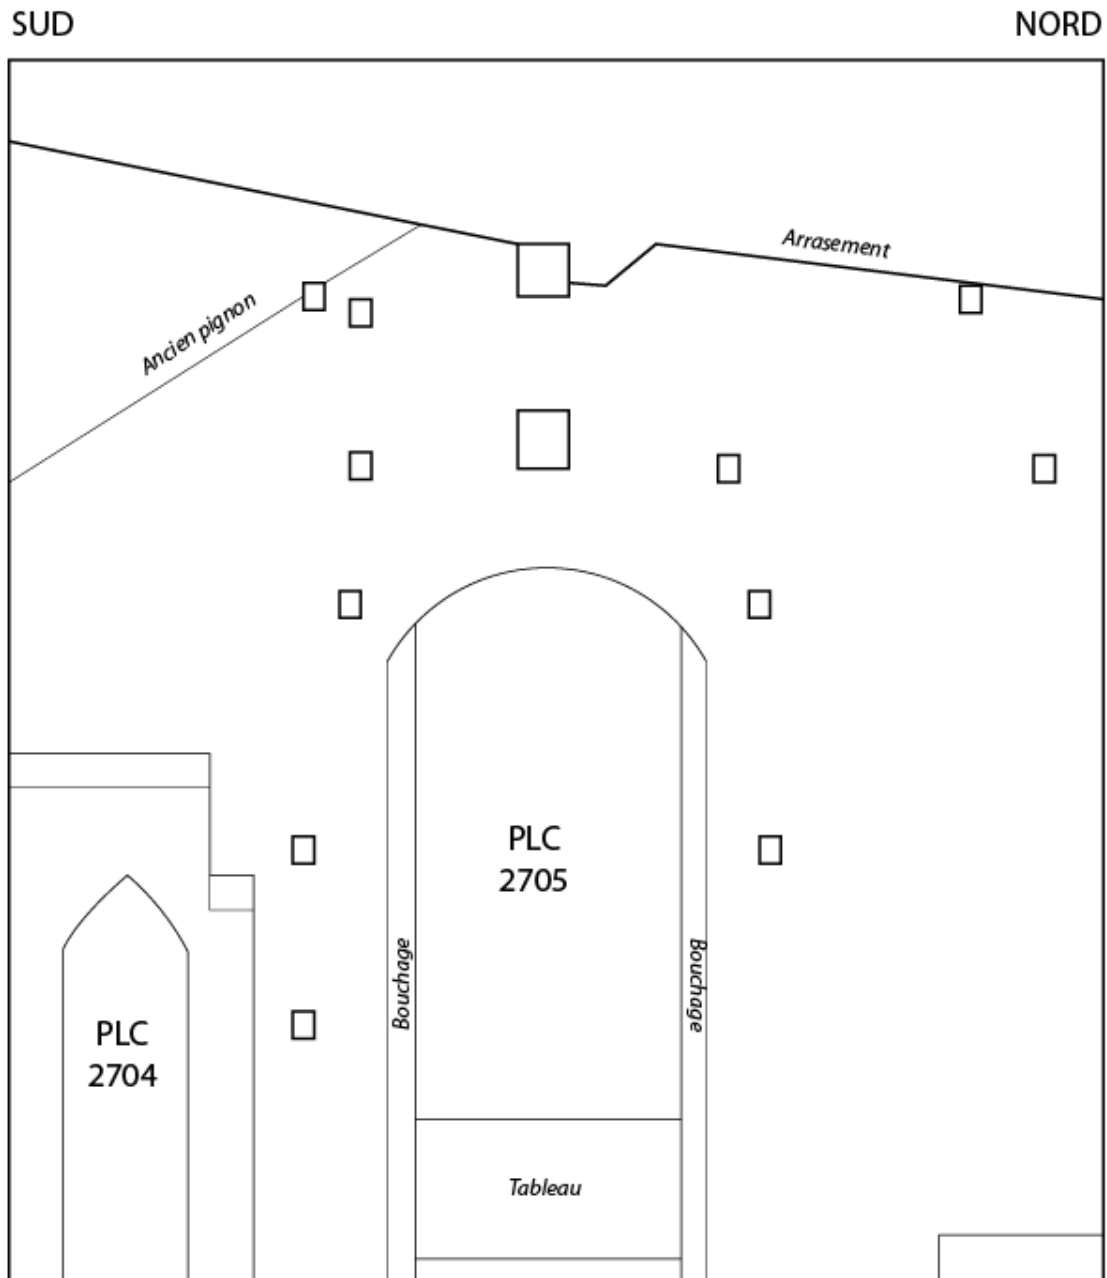 SUD
NORD
Arrasement
Ancien pignon
PLC
2705
Bouchage
Bouchage
PLC
2704
Tableau